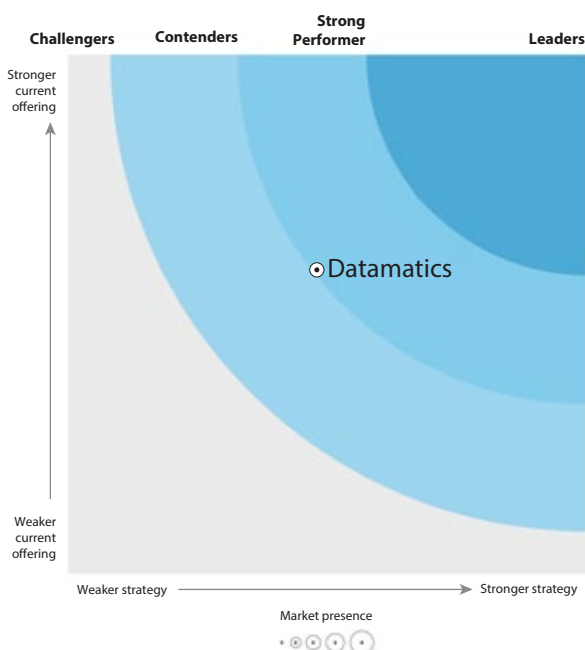 Challengers
Contenders
Strong
Performer
Leaders
Stronger
current
offering
Datamatics
Weaker
current
offering
Weaker strategy
Stronger strategy
Market presence